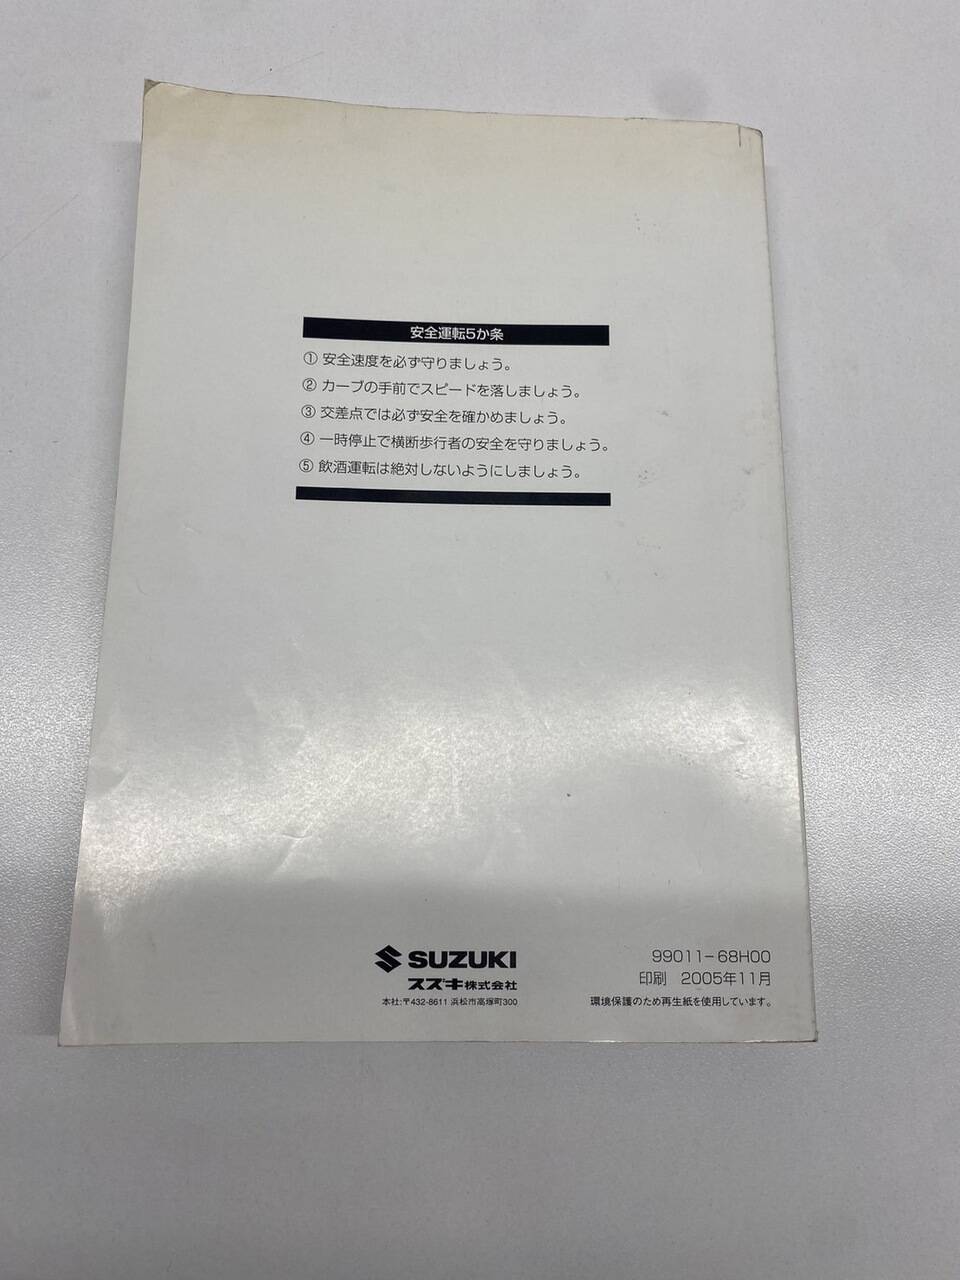 安全運転5か条
① 安全速度を必ず守りましょう。
② カーブの手前でスピードを落しましょう。
③ 交差点では必ず安全を確かめましょう。
④ 一時停止で横断歩行者の安全を守りましょう。
⑤ 飲酒運転は絶対しないようにしましょう。
SUZUKI
スズキ株式会社
本社:〒432-8611 浜松市高塚町300
99011-68H00
印刷 2005年11月
環境保護のため再生紙を使用しています。